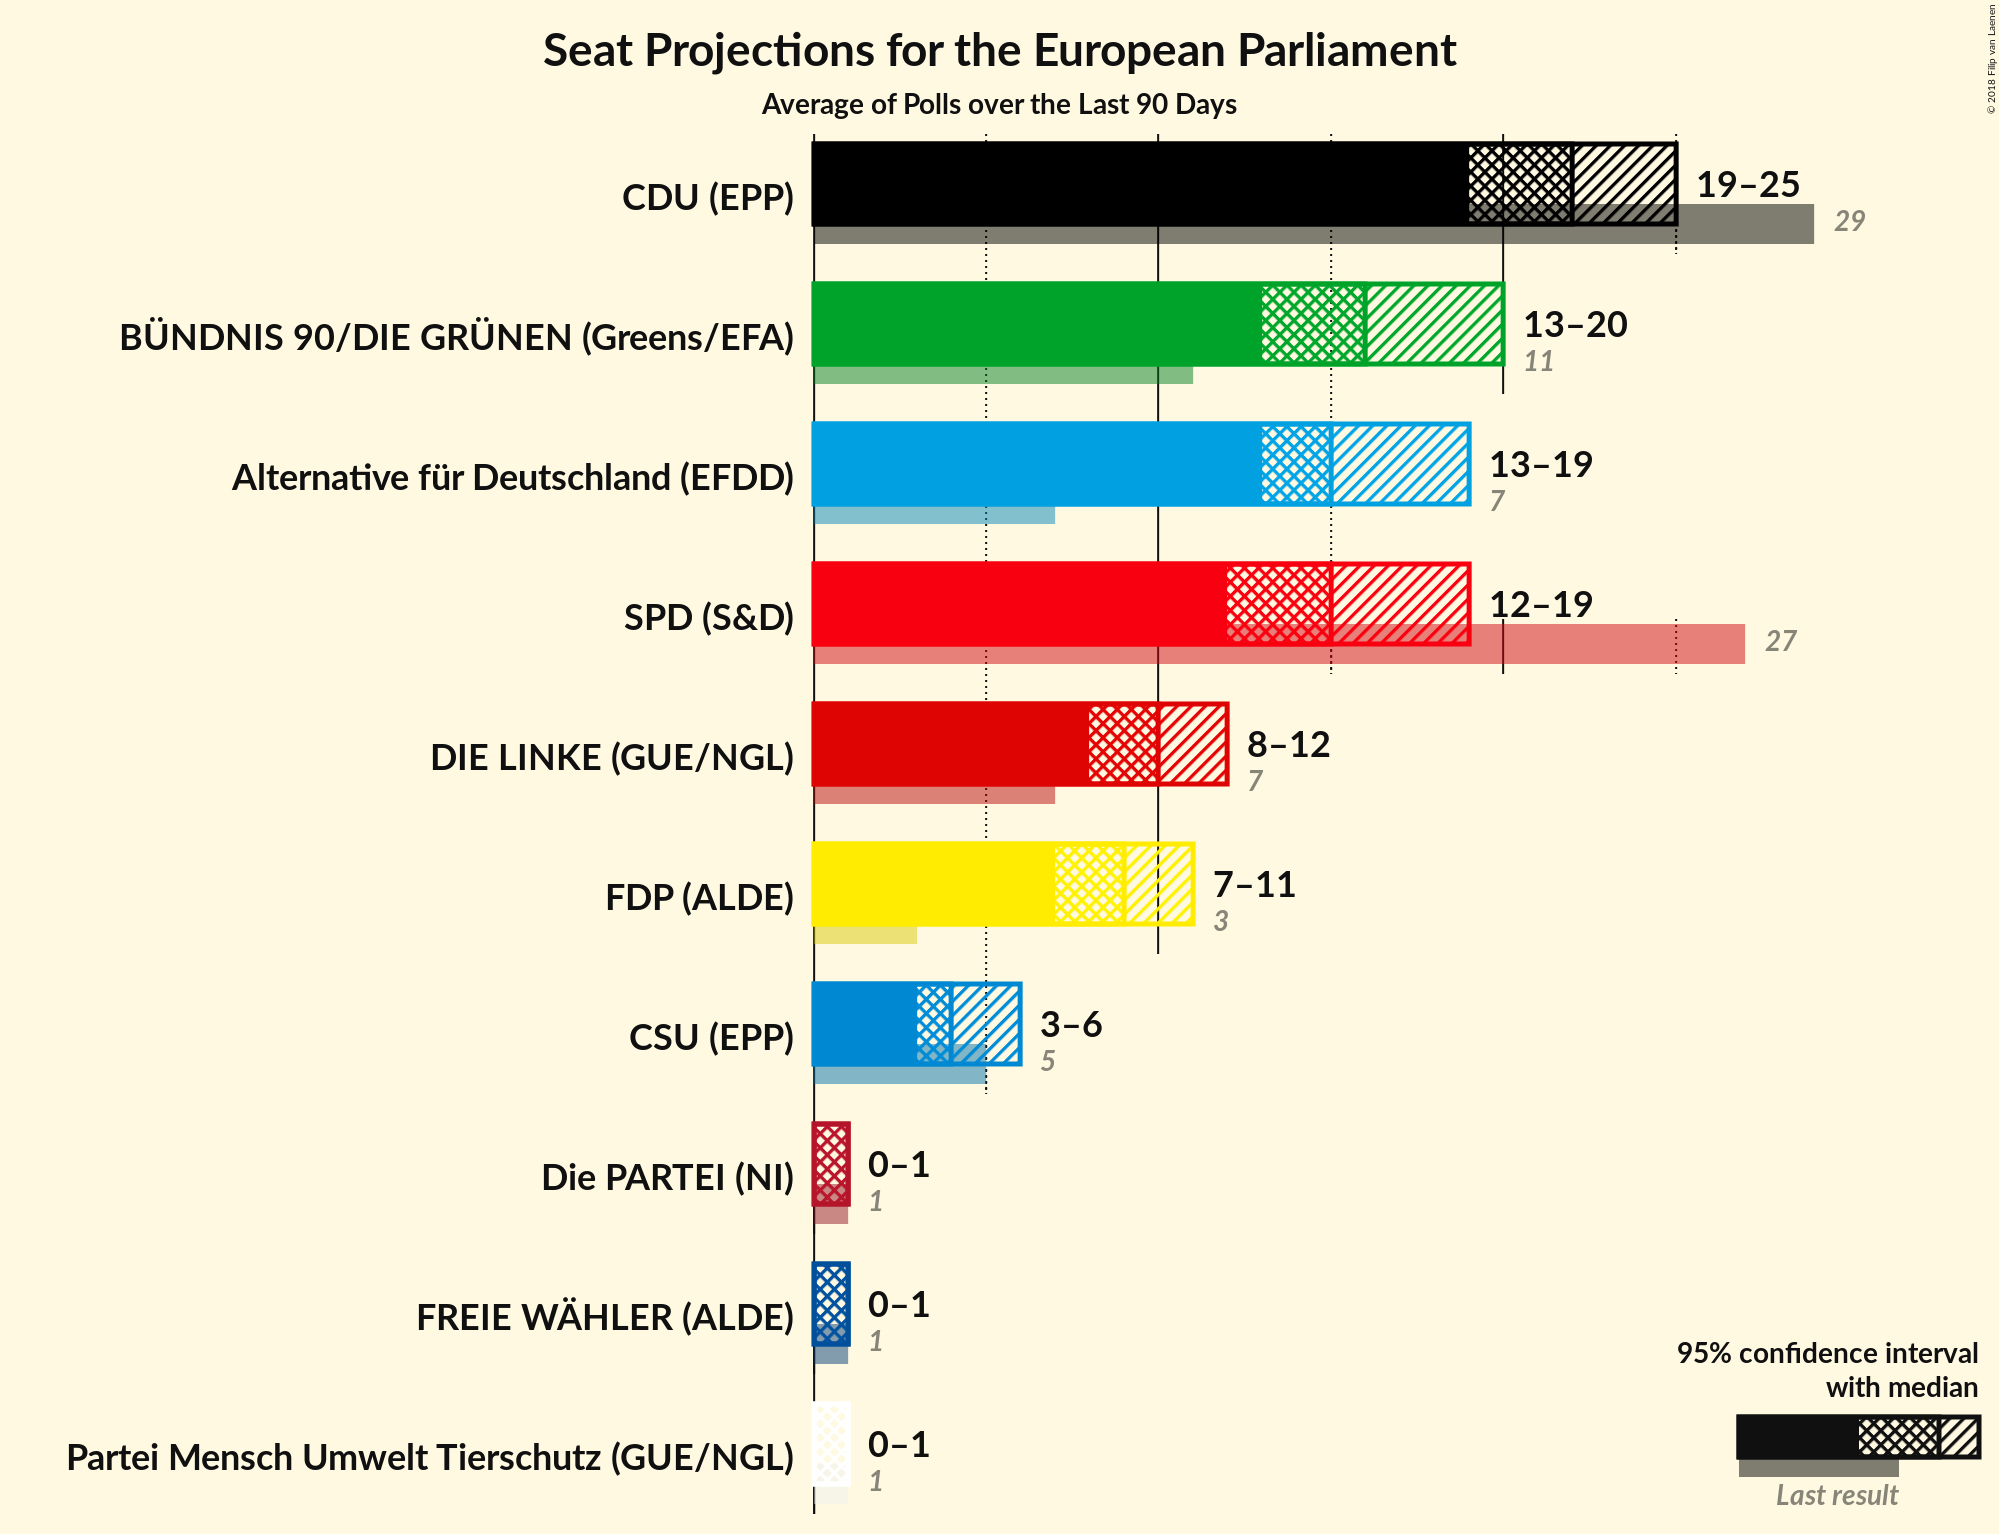 Seat Projections for the European Parliament
Average of Polls over the Last 90 Days
© 2018 Filip van Laenen
CDU (EPP)
19–25
29
BÜNDNIS 90/DIE GRÜNEN (Greens/EFA)
13–20
11
Alternative für Deutschland (EFDD)
13–19
7
SPD (S&D)
12–19
27
DIE LINKE (GUE/NGL)
8–12
7
FDP (ALDE)
7–11
3
CSU (EPP)
3–6
5
Die PARTEI (NI)
0–1
1
FREIE WÄHLER (ALDE)
0–1
1
Partei Mensch Umwelt Tierschutz (GUE/NGL)
0–1
1
95% confidence interval
with median
Last result